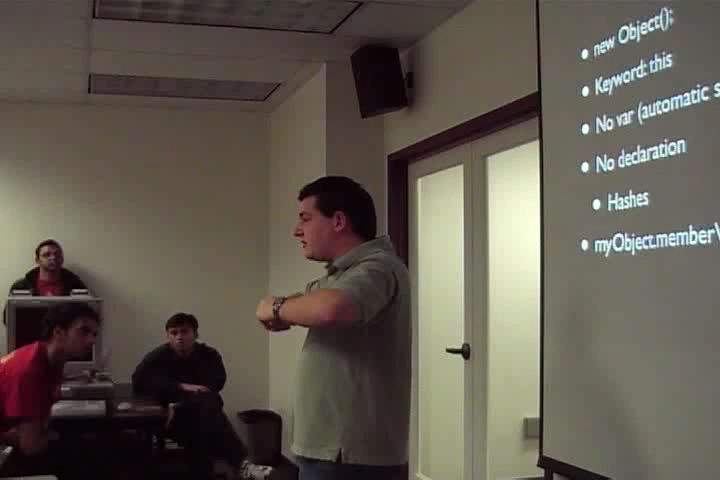 new Object();
Keyword: this
No var (automatic s
No declaration
Hashes
myObject.member